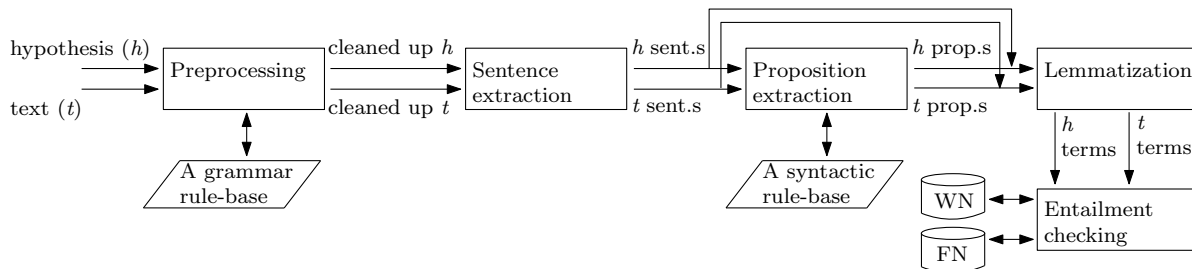 hypothesis (h)
text (t)
Preprocessing
A grammar
rule-base
cleaned up h
cleaned up t
Sentence
extraction
h sent.s
t sent.s
Proposition
extraction
A syntactic
rule-base
h prop.s
t prop.s
Lemmatization
h
terms
t
terms
WN
FN
Entailment
checking